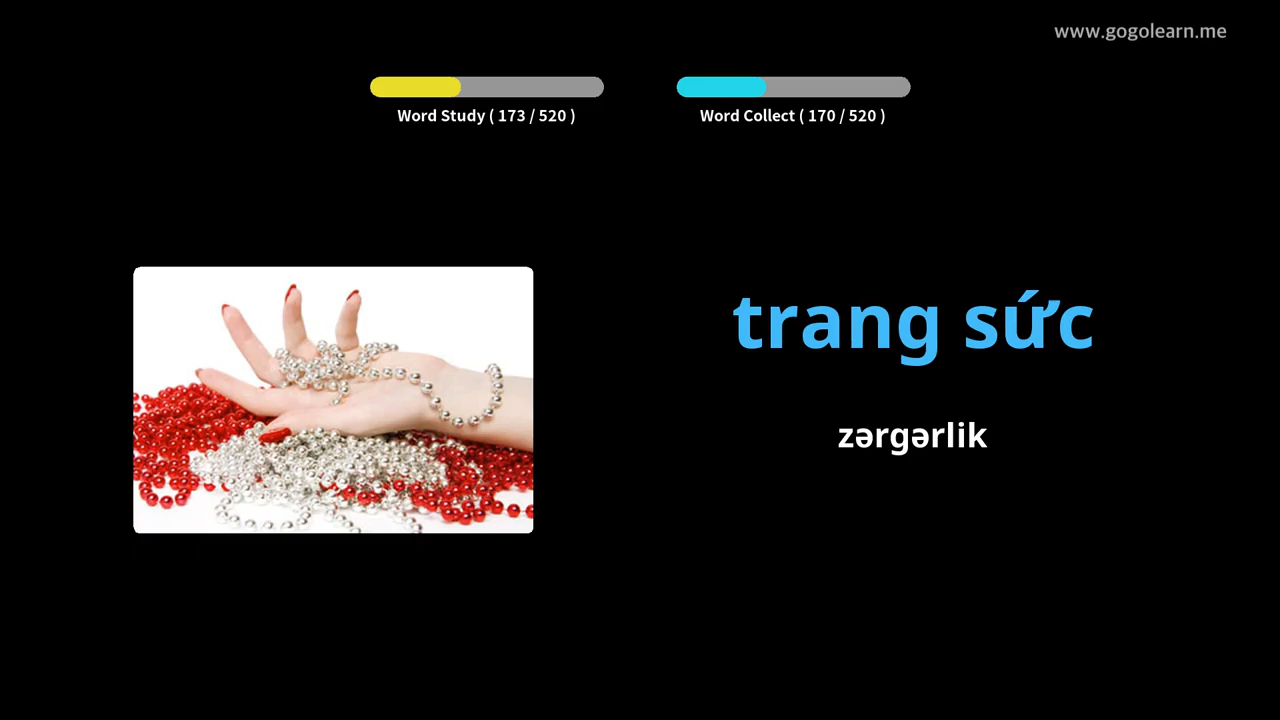 www.gogolearn.me
Word Study ( 173 / 520 )
Word Collect ( 170 / 520 )
trang sức
zərgərlik